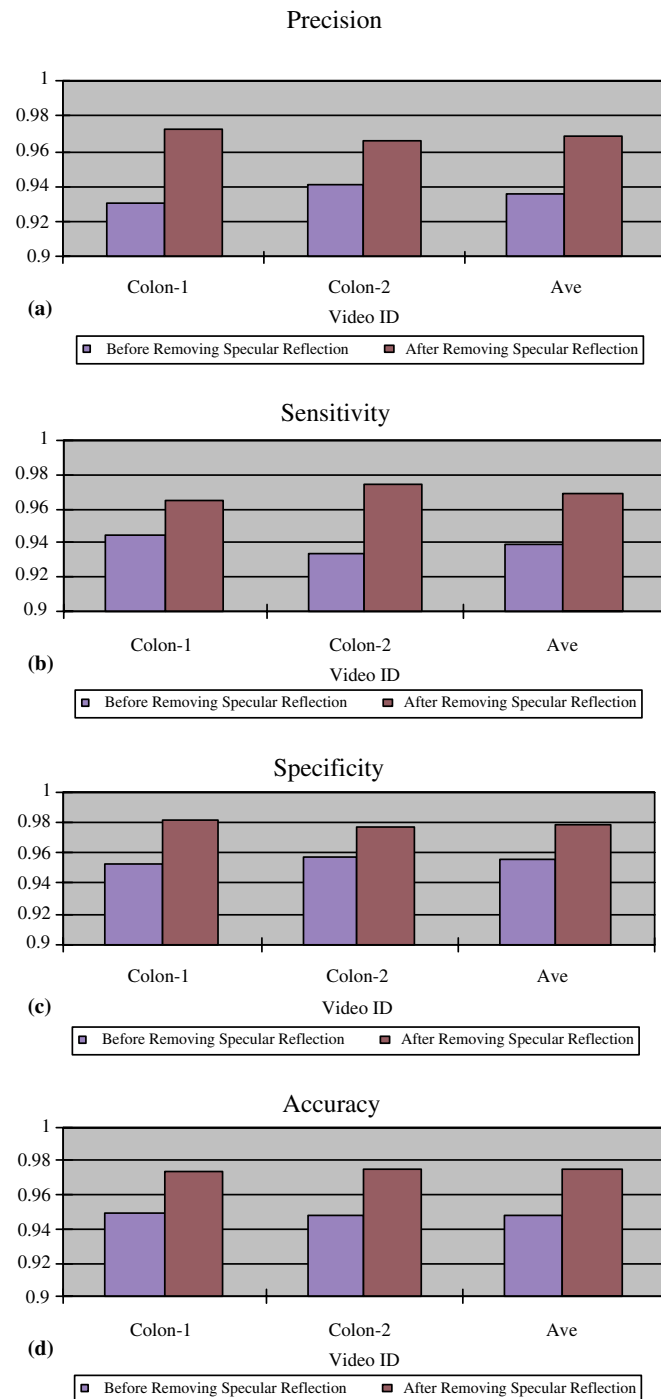 Precision
1
0.98
0.96
0.94
0.92
0.9
Colon-1 Colon-2 Ave
(a)
Video ID
Before Removing Specular Reflection After Removing Specular Reflection
Sensitivity
1
0.98
0.96
0.94
0.92
0.9
Colon-1 Colon-2 Ave
(b)
Video ID
Before Removing Specular Reflection After Removing Specular Reflection
Specificity
1
0.98
0.96
0.94
0.92
0.9
Colon-1 Colon-2 Ave
(c)
Video ID
Before Removing Specular Reflection After Removing Specular Reflection
Accuracy
1
0.98
0.96
0.94
0.92
0.9
Colon-1 Colon-2 Ave
(d)
Video ID
Before Removing Specular Reflection After Removing Specular Reflection